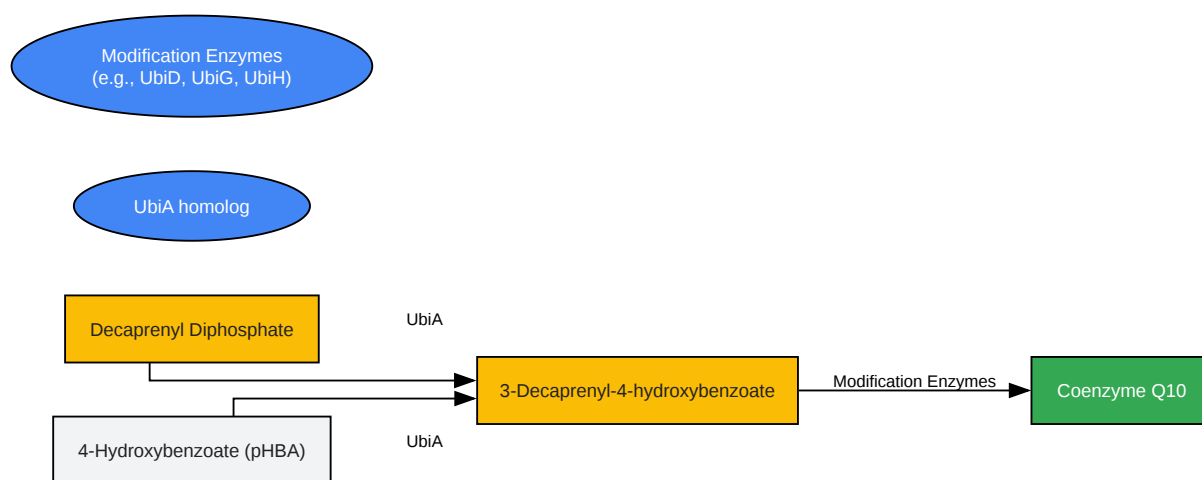 Modification Enzymes
(e.g., UbiD, UbiG, UbiH)
UbiA homolog
Decaprenyl Diphosphate
UbiA
3-Decaprenyl-4-hydroxybenzoate
Modification Enzymes
Coenzyme Q10
4-Hydroxybenzoate (pHBA)
UbiA